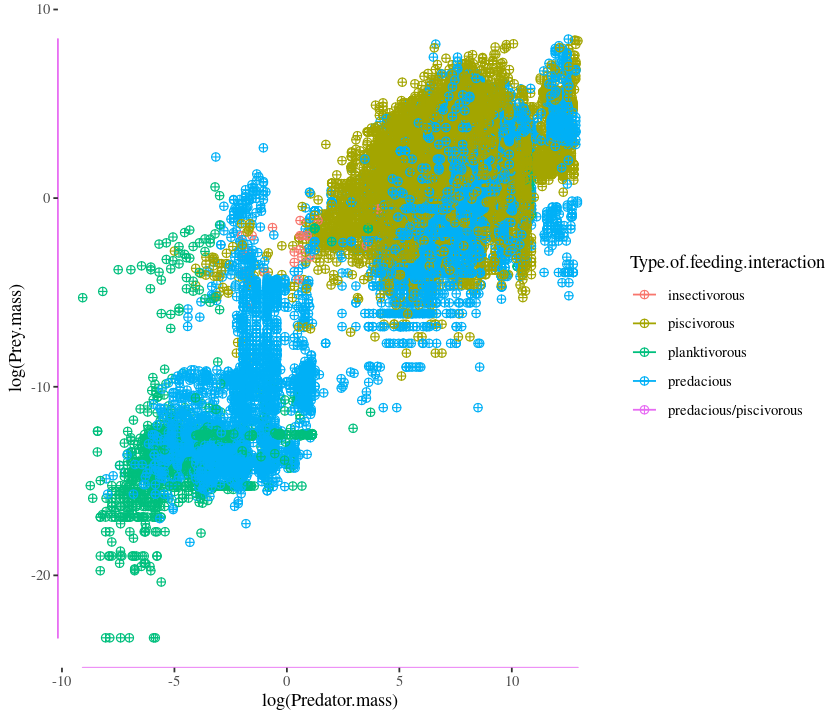 10
0
-10
-20
log(Prey.mass)
-10
-5
0
5
10
log(Predator.mass)
Type.of.feeding.interaction
insectivorous
piscivorous
planktivorous
predacious
predacious/piscivorous